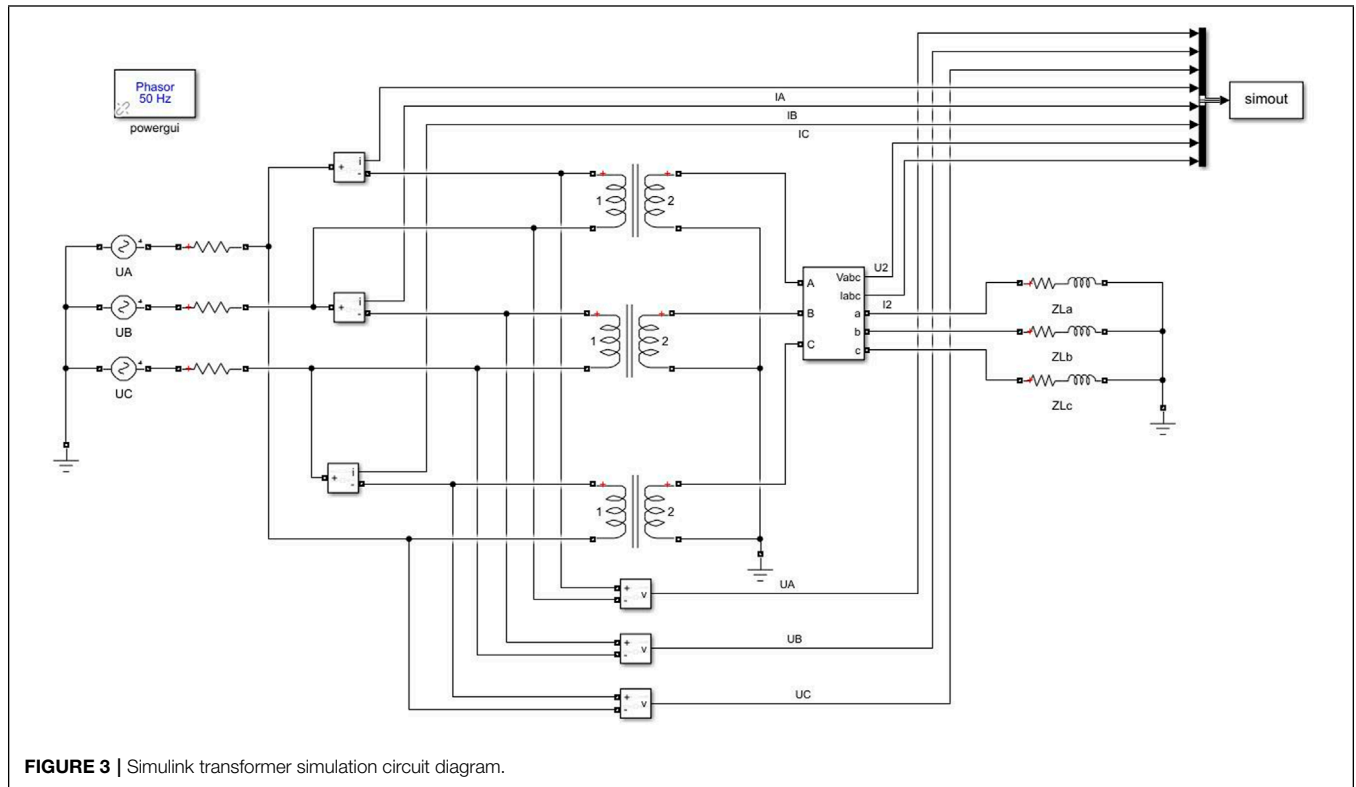 Phasor
50 Hz
powergui
IA
IB
IC
simout
i
+
-
1
2
UA
UB
UC
i
+
-
1
2
i
+
-
1
2
A
B
C
Vabc
Iabc
a
b
c
U2
I2
ZLa
ZLb
ZLc
+
-
v
UA
+
-
v
UB
+
-
v
UC
FIGURE 3 | Simulink transformer simulation circuit diagram.